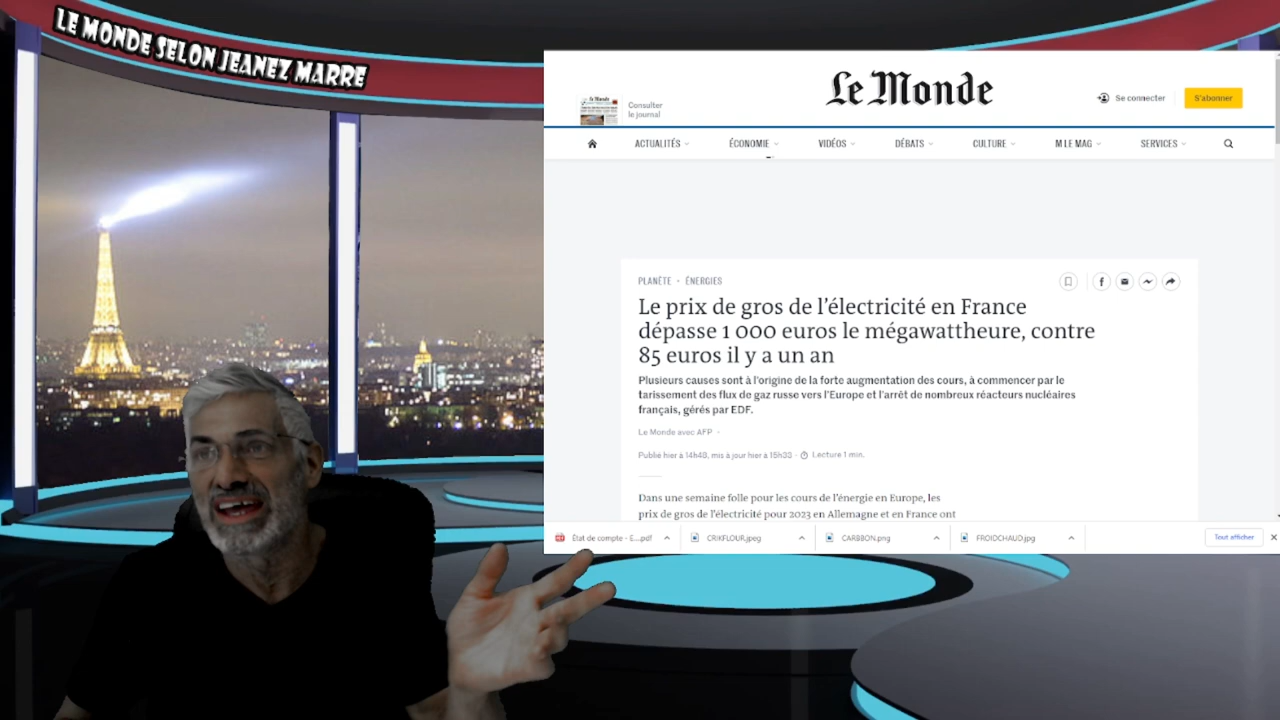 LE MONDE SELON JEANEZ MARRE
Le Monde
Consulter
le journal
Se connecter
S'abonner
ACTUALITÉS
ÉCONOMIE
VIDÉOS
DÉBATS
CULTURE
M LE MAG
SERVICES
PLANÈTE • ÉNERGIES
Le prix de gros de l'électricité en France
dépasse 1 000 euros le mégawattheure, contre
85 euros il y a un an
Plusieurs causes sont à l'origine de la forte augmentation des cours, à commencer par le
tarissement des flux de gaz russe vers l'Europe et l'arrêt de nombreux réacteurs nucléaires
français, gérés par EDF.
Le Monde avec AFP
Publié hier à 14h48, mis à jour hier à 15h33 • Lecture 1 min.
Dans une semaine folle pour les cours de l'énergie en Europe, les
prix de gros de l'électricité pour 2023 en Allemagne et en France ont
État de compte - E....pdf
CRIKFLOUR.jpeg
CARBBON.png
FROIDCHAUD.jpg
Tout afficher